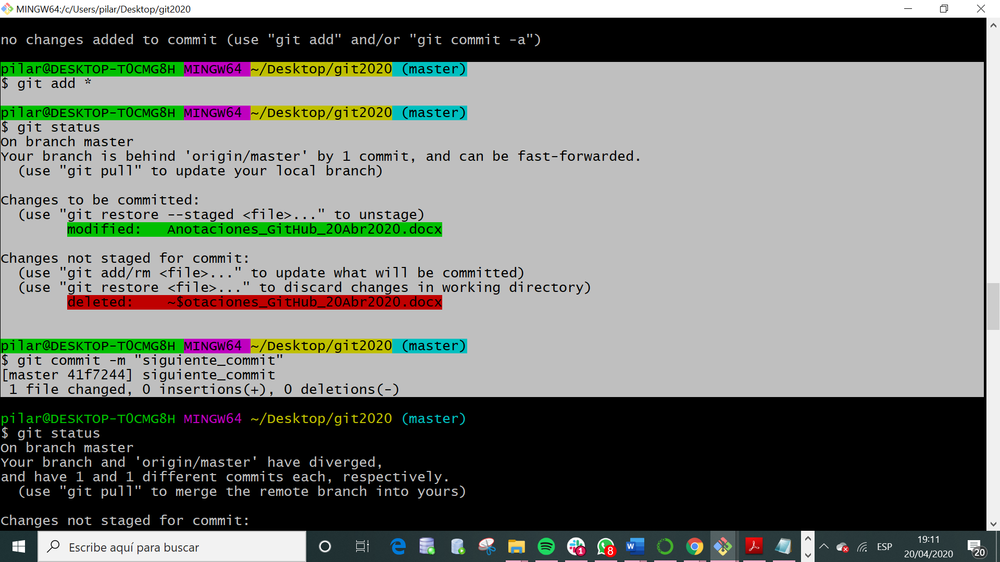 MINGW64:/c/Users/pilar/Desktop/git2020
no changes added to commit (use "git add" and/or "git commit -a")
pilar@DESKTOP-T0CMG8H MINGW64 ~/Desktop/git2020 (master)
$ git add *
pilar@DESKTOP-T0CMG8H MINGW64 ~/Desktop/git2020 (master)
$ git status
On branch master
Your branch is behind 'origin/master' by 1 commit, and can be fast-forwarded.
  (use "git pull" to update your local branch)
Changes to be committed:
  (use "git restore --staged <file>..." to unstage)
        modified:   Anotaciones_GitHub_20Abr2020.docx
Changes not staged for commit:
  (use "git add/rm <file>..." to update what will be committed)
  (use "git restore <file>..." to discard changes in working directory)
        deleted:    ~$otaciones_GitHub_20Abr2020.docx
pilar@DESKTOP-T0CMG8H MINGW64 ~/Desktop/git2020 (master)
$ git commit -m "siguiente_commit"
[master 41f7244] siguiente_commit
 1 file changed, 0 insertions(+), 0 deletions(-)
pilar@DESKTOP-T0CMG8H MINGW64 ~/Desktop/git2020 (master)
$ git status
On branch master
Your branch and 'origin/master' have diverged,
and have 1 and 1 different commits each, respectively.
  (use "git pull" to merge the remote branch into yours)
Changes not staged for commit:
Escribe aquí para buscar
1
8
W
ESP
19:11
20/04/2020
20